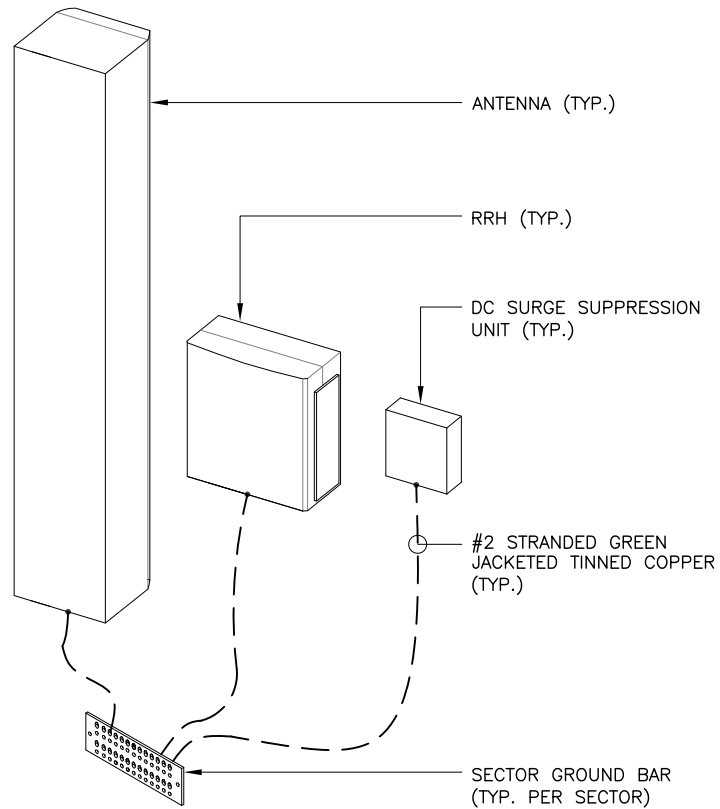 ANTENNA (TYP.)
RRH (TYP.)
DC SURGE SUPPRESSION
UNIT (TYP.)
#2 STRANDED GREEN
JACKETED TINNED COPPER
(TYP.)
SECTOR GROUND BAR
(TYP. PER SECTOR)